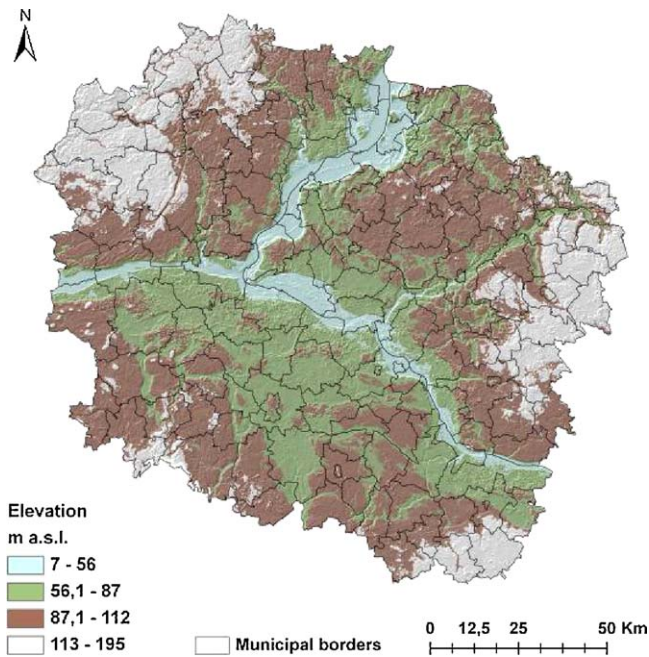 N
Elevation
m a.s.l.
7 - 56
56,1 - 87
87,1 - 112
113 - 195
Municipal borders
0 12,5 25 50 Km